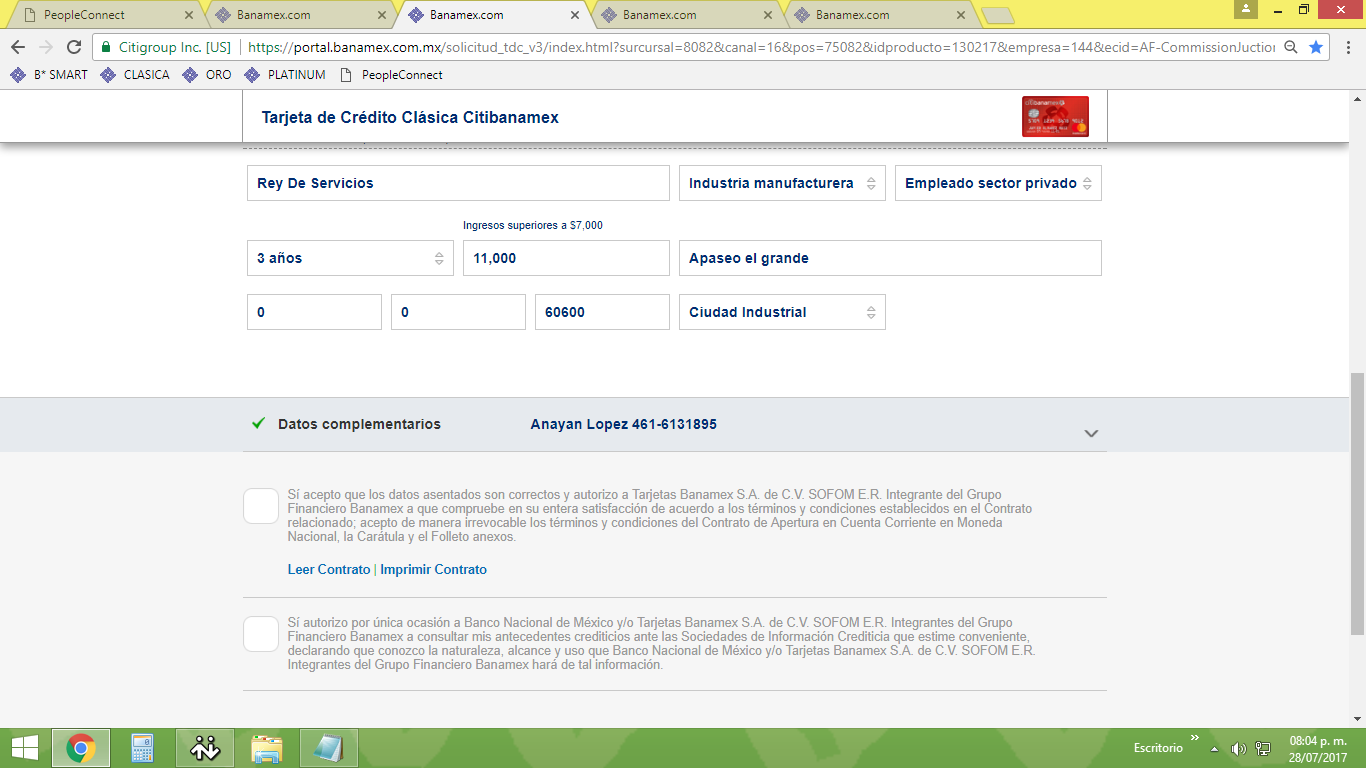 PeopleConnect
Banamex.com
Banamex.com
Banamex.com
Banamex.com
Citigroup Inc. [US]
https://portal.banamex.com.mx/solicitud_tdc_v3/index.html?surcursal=8082&canal=16&pos=75082&idproducto=130217&empresa=144&ecid=AF-CommissionJuctio
B* SMART
CLASICA
ORO
PLATINUM
PeopleConnect
Tarjeta de Crédito Clásica Citibanamex
Rey De Servicios
Industria manufacturera
Empleado sector privado
Ingresos superiores a $7,000
3 años
11,000
Apaseo el grande
0
0
60600
Ciudad Industrial
Datos complementarios
Anayan Lopez 461-6131895
Sí acepto que los datos asentados son correctos y autorizo a Tarjetas Banamex S.A. de C.V. SOFOM E.R. Integrante del Grupo
Financiero Banamex a que compruebe en su entera satisfacción de acuerdo a los términos y condiciones establecidos en el Contrato
relacionado; acepto de manera irrevocable los términos y condiciones del Contrato de Apertura en Cuenta Corriente en Moneda
Nacional, la Carátula y el Folleto anexos.
Leer Contrato | Imprimir Contrato
Sí autorizo por única ocasión a Banco Nacional de México y/o Tarjetas Banamex S.A. de C.V. SOFOM E.R. Integrantes del Grupo
Financiero Banamex a consultar mis antecedentes crediticios ante las Sociedades de Información Crediticia que estime conveniente,
declarando que conozco la naturaleza, alcance y uso que Banco Nacional de México y/o Tarjetas Banamex S.A. de C.V. SOFOM E.R.
Integrantes del Grupo Financiero Banamex hará de tal información.
Escritorio
08:04 p. m.
28/07/2017